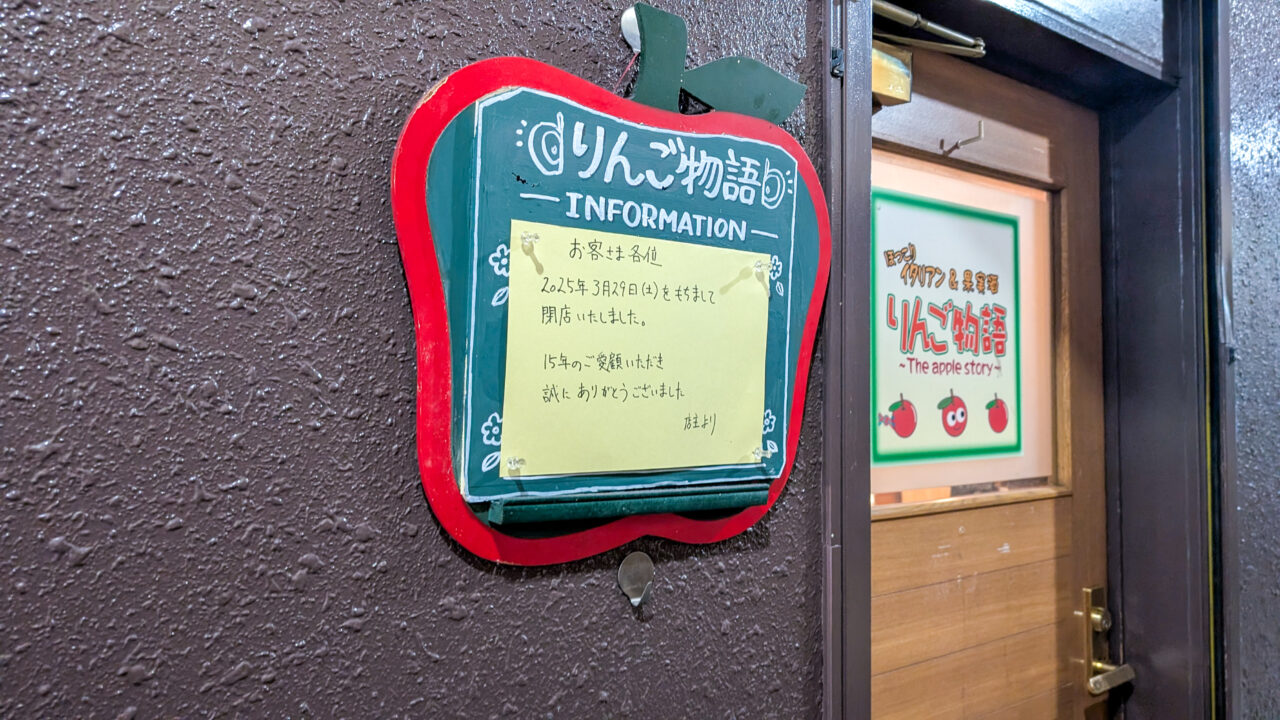 りんご物語
INFORMATION
お客さま各位
2025年3月29日(土)をもちまして
閉店いたしました。
15年のご愛顧いただき
誠にありがとうございました
店主より
ほっこり
イタリアン & 果実酒
りんご物語
~The apple story~